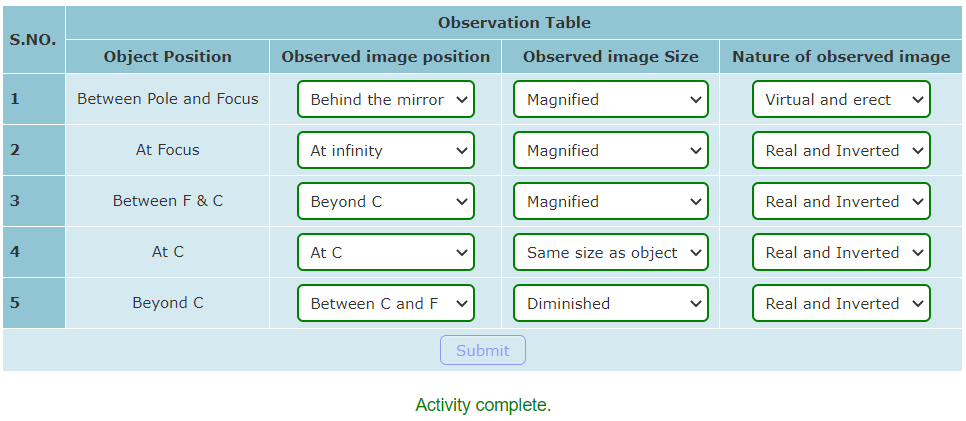 S.NO. Observation Table
Object Position Observed image position Observed image Size Nature of observed image
1 Between Pole and Focus Behind the mirror Magnified Virtual and erect
2 At Focus At infinity Magnified Real and Inverted
3 Between F & C Beyond C Magnified Real and Inverted
4 At C At C Same size as object Real and Inverted
5 Beyond C Between C and F Diminished Real and Inverted
Submit
Activity complete.